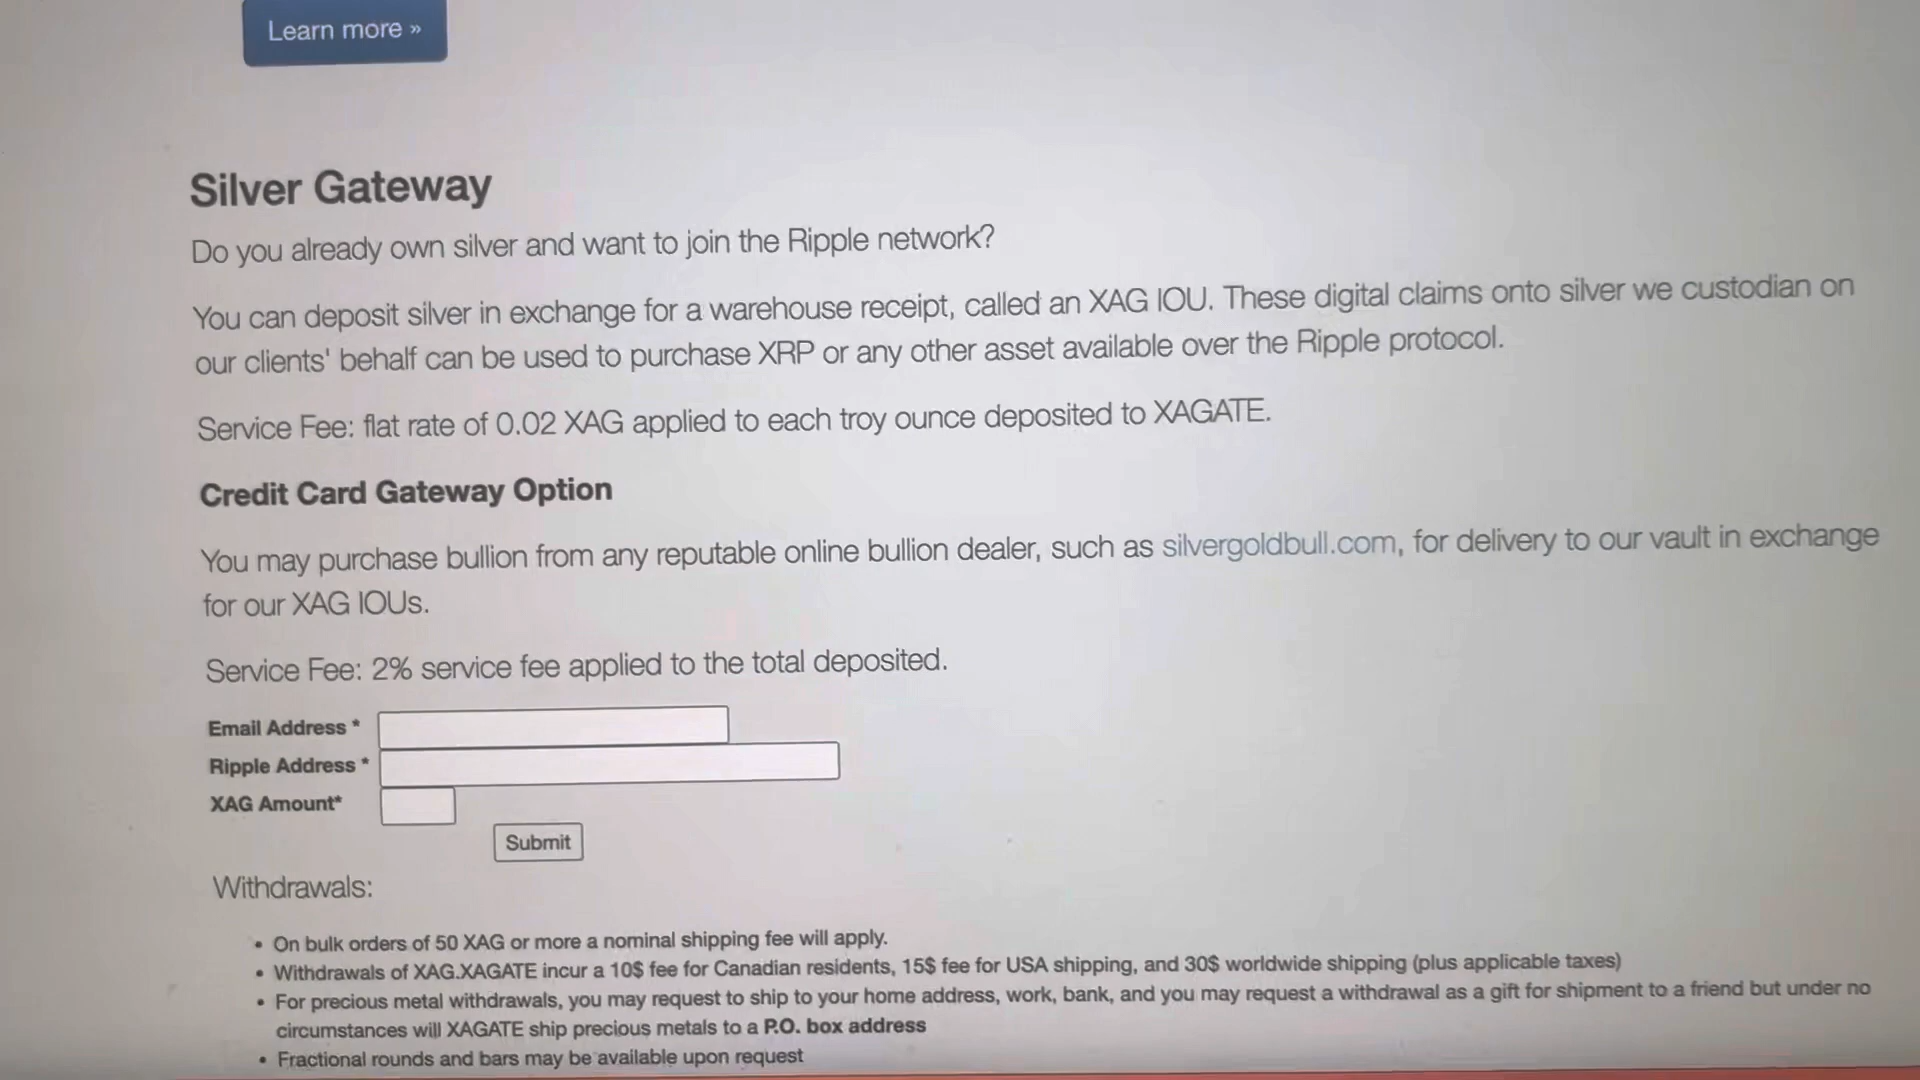 Learn more »
Silver Gateway
Do you already own silver and want to join the Ripple network?
You can deposit silver in exchange for a warehouse receipt, called an XAG IOU. These digital claims onto silver we custodian on
our clients' behalf can be used to purchase XRP or any other asset available over the Ripple protocol.
Service Fee: flat rate of 0.02 XAG applied to each troy ounce deposited to XAGATE.
Credit Card Gateway Option
You may purchase bullion from any reputable online bullion dealer, such as silvergoldbull.com, for delivery to our vault in exchange
for our XAG IOUs.
Service Fee: 2% service fee applied to the total deposited.
Email Address *
Ripple Address *
XAG Amount*
Submit
Withdrawals:
• On bulk orders of 50 XAG or more a nominal shipping fee will apply.
• Withdrawals of XAG.XAGATE incur a 10$ fee for Canadian residents, 15$ fee for USA shipping, and 30$ worldwide shipping (plus applicable taxes)
• For precious metal withdrawals, you may request to ship to your home address, work, bank, and you may request a withdrawal as a gift for shipment to a friend but under no
circumstances will XAGATE ship precious metals to a P.O. box address
• Fractional rounds and bars may be available upon request